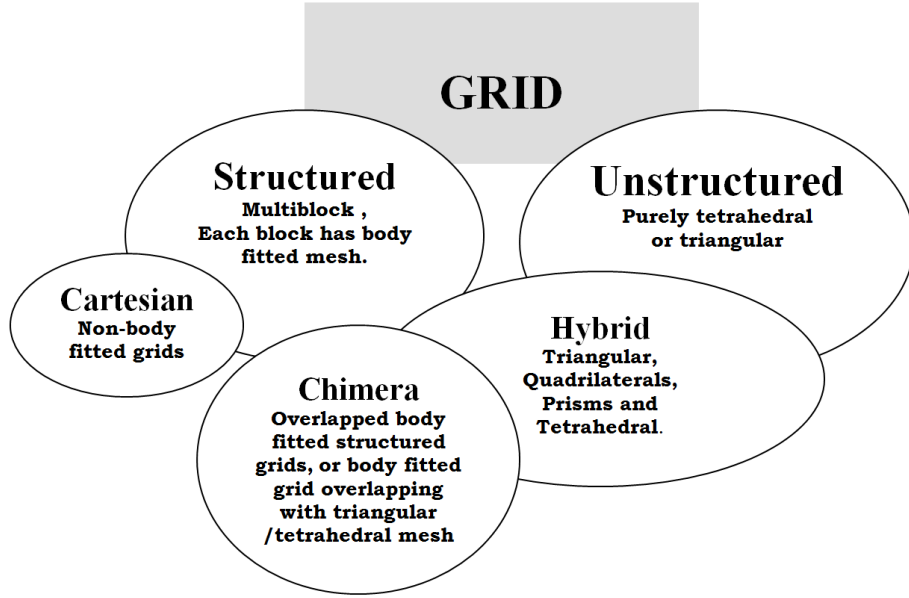 GRID
Structured
Multiblock ,
Each block has body
fitted mesh.
Unstructured
Purely tetrahedral
or triangular
Cartesian
Non-body
fitted grids
Hybrid
Triangular,
Quadrilaterals,
Prisms and
Tetrahedral.
Chimera
Overlapped body
fitted structured
grids, or body fitted
grid overlapping
with triangular
/tetrahedral mesh